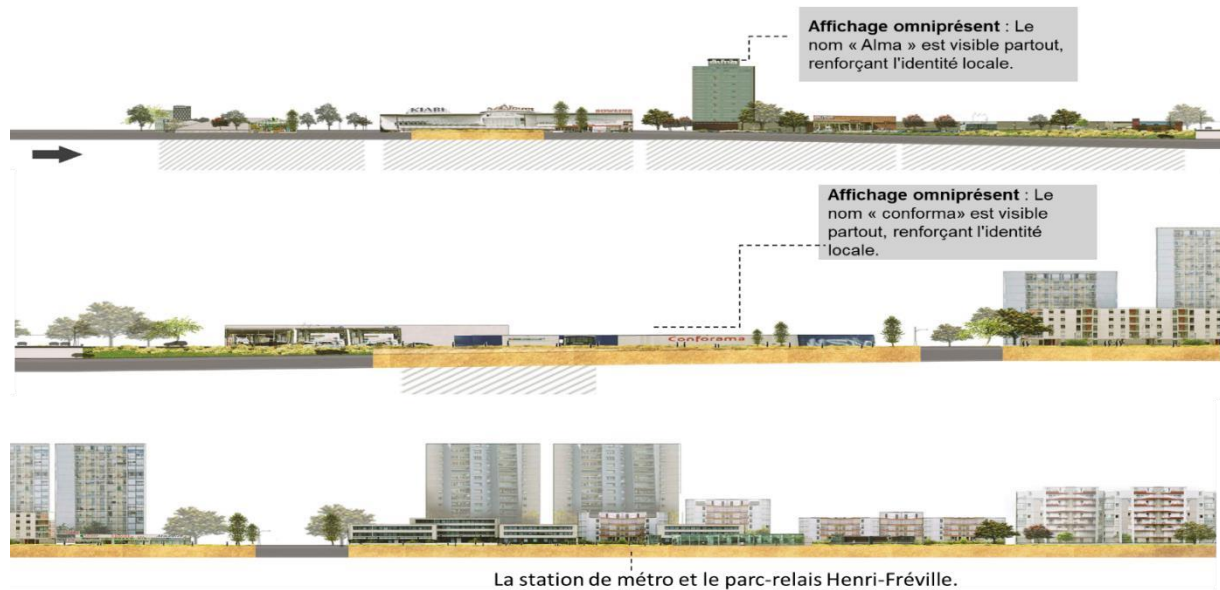 Affichage omniprésent : Le
nom « Alma » est visible partout,
renforçant l'identité locale.
KIABI
Affichage omniprésent : Le
nom « conforma» est visible
partout, renforçant l'identité
locale.
Conforama
La station de métro et le parc-relais Henri-Fréville.